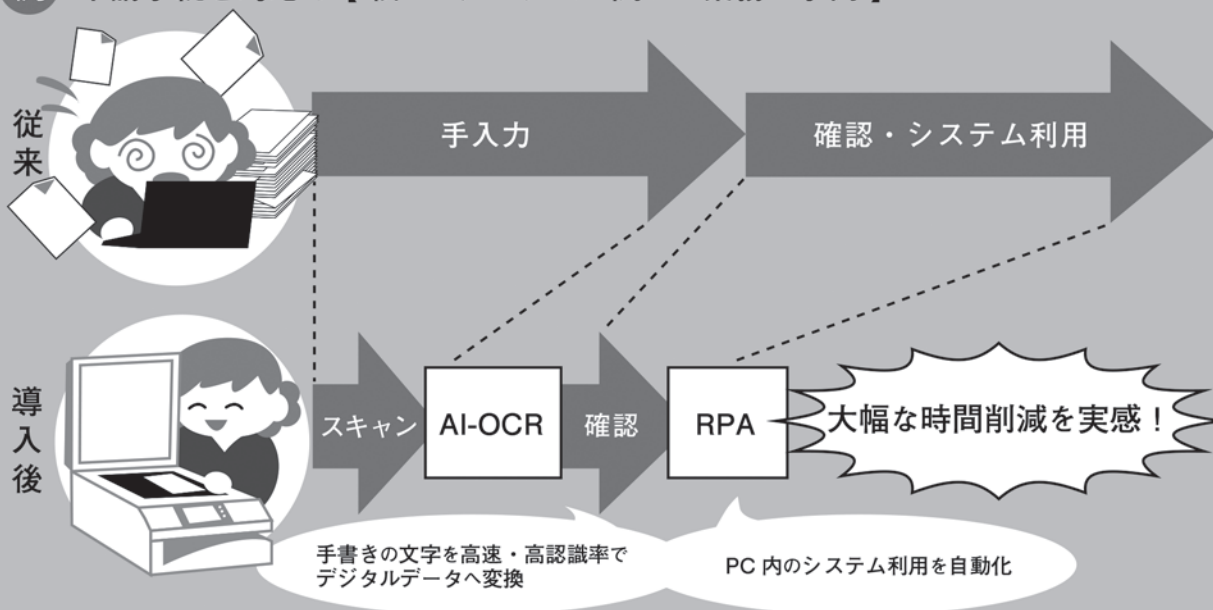 従来
手入力
確認・システム利用
導入後
スキャン
AI-OCR
確認
RPA
大幅な時間削減を実感！
手書きの文字を高速・高認識率で
デジタルデータへ変換
PC 内のシステム利用を自動化